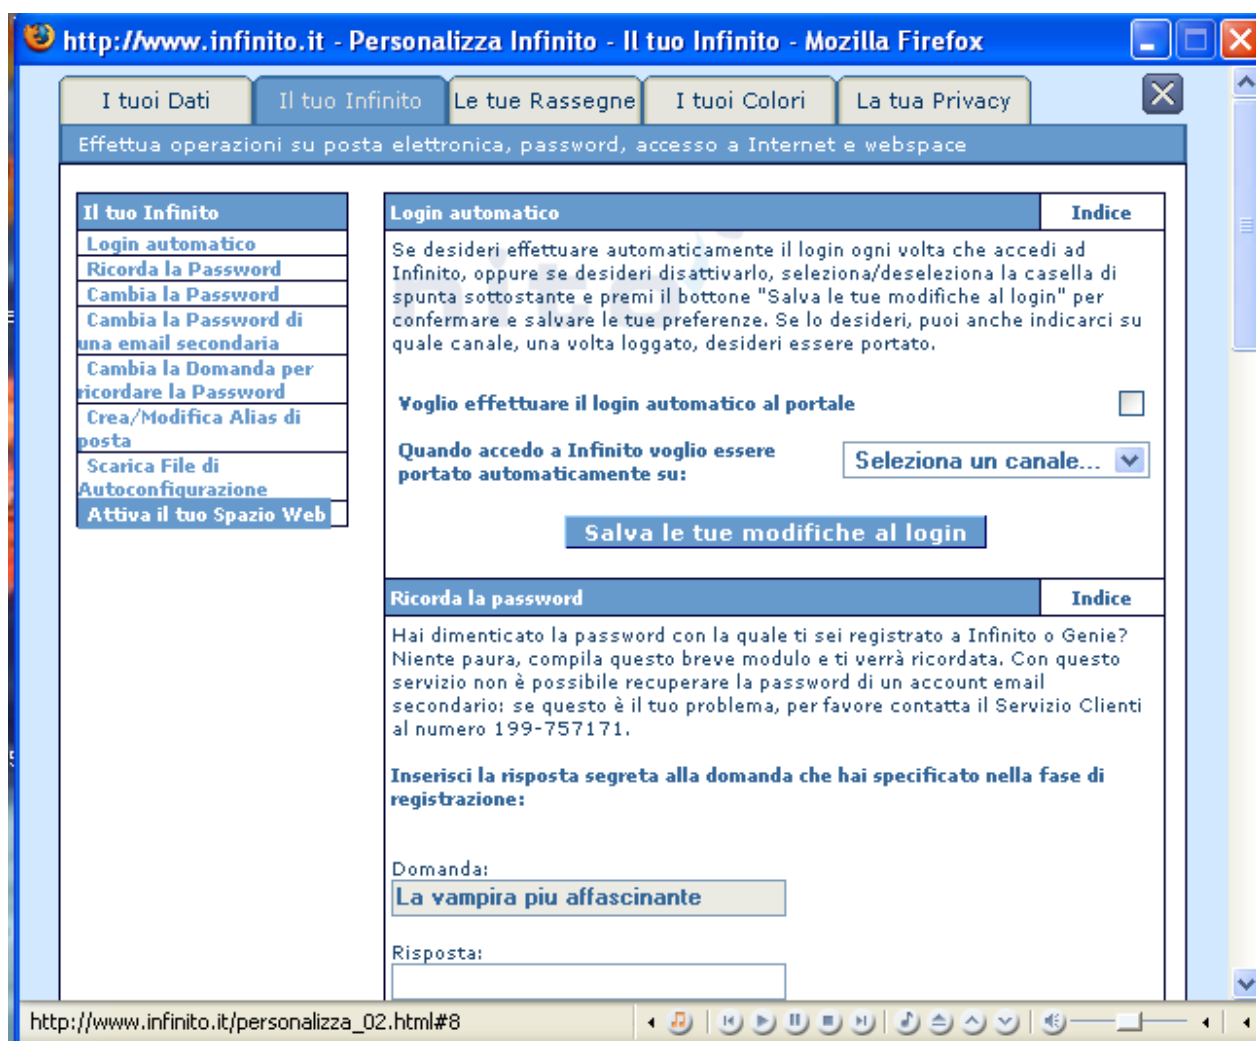 http://www.infinito.it - Personalizza Infinito - Il tuo Infinito - Mozilla Firefox
I tuoi Dati
Il tuo Infinito
Le tue Rassegne
I tuoi Colori
La tua Privacy
Effettua operazioni su posta elettronica, password, accesso a Internet e webspace
Il tuo Infinito
Login automatico
Ricorda la Password
Cambia la Password
Cambia la Password di
una email secondaria
Cambia la Domanda per
ricordare la Password
Crea/Modifica Alias di
posta
Scarica File di
Autoconfigurazione
Attiva il tuo Spazio Web
Login automatico
Indice
Se desideri effettuare automaticamente il login ogni volta che accedi ad
Infinito, oppure se desideri disattivarlo, seleziona/deseleziona la casella di
spunta sottostante e premi il bottone "Salva le tue modifiche al login" per
confermare e salvare le tue preferenze. Se lo desideri, puoi anche indicarci su
quale canale, una volta loggato, desideri essere portato.
Voglio effettuare il login automatico al portale
Quando accedo a Infinito voglio essere
portato automaticamente su:
Seleziona un canale...
Salva le tue modifiche al login
Ricorda la password
Indice
Hai dimenticato la password con la quale ti sei registrato a Infinito o Genie?
Niente paura, compila questo breve modulo e ti verrà ricordata. Con questo
servizio non è possibile recuperare la password di un account email
secondario: se questo è il tuo problema, per favore contatta il Servizio Clienti
al numero 199-757171.
Inserisci la risposta segreta alla domanda che hai specificato nella fase di
registrazione:
Domanda:
La vampira piu affascinante
Risposta:
http://www.infinito.it/personalizza_02.html#8